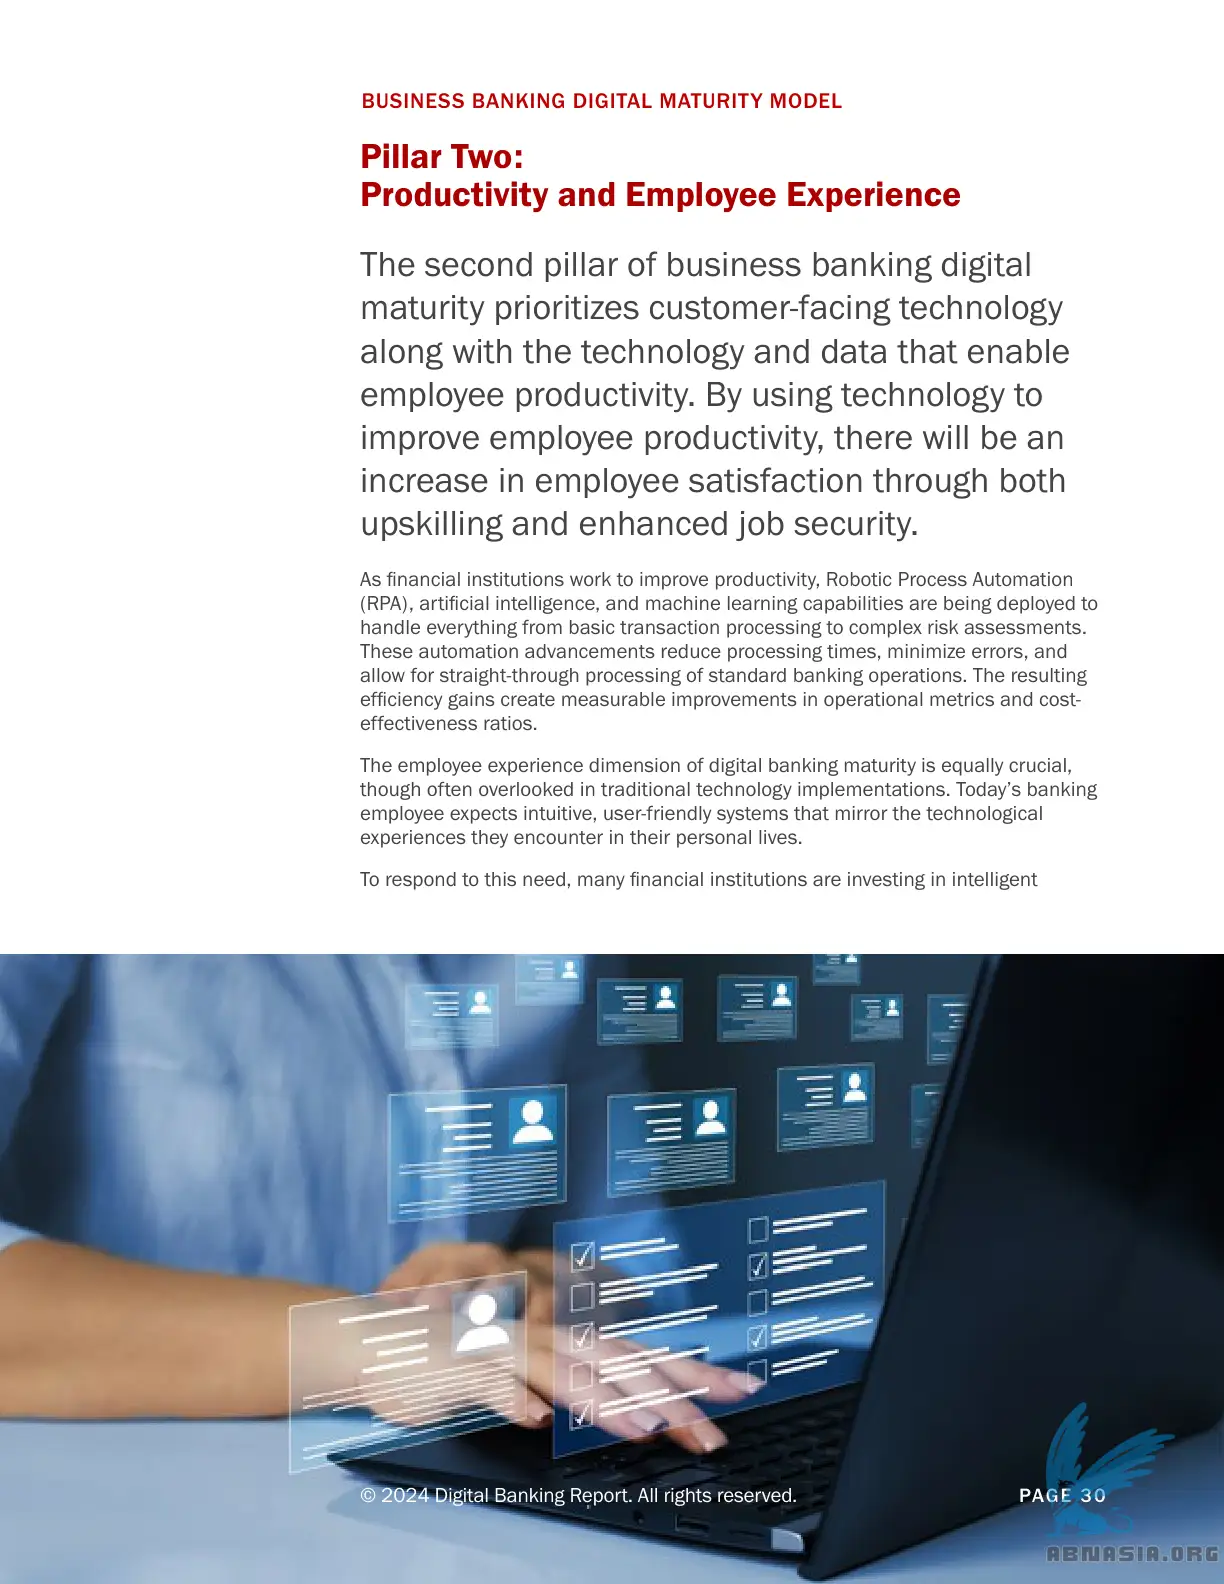 BUSINESS BANKING DIGITAL MATURITY MODEL
Pillar Two:
Productivity and Employee Experience
The second pillar of business banking digital
maturity prioritizes customer-facing technology
along with the technology and data that enable
employee productivity. By using technology to
improve employee productivity, there will be an
increase in employee satisfaction through both
upskilling and enhanced job security.
As financial institutions work to improve productivity, Robotic Process Automation
(RPA), artificial intelligence, and machine learning capabilities are being deployed to
handle everything from basic transaction processing to complex risk assessments.
These automation advancements reduce processing times, minimize errors, and
allow for straight-through processing of standard banking operations. The resulting
efficiency gains create measurable improvements in operational metrics and cost-
effectiveness ratios.
The employee experience dimension of digital banking maturity is equally crucial,
though often overlooked in traditional technology implementations. Today’s banking
employee expects intuitive, user-friendly systems that mirror the technological
experiences they encounter in their personal lives.
To respond to this need, many financial institutions are investing in intelligent
© 2024 Digital Banking Report. All rights reserved.
PAGE 30
ABNASIA.ORG